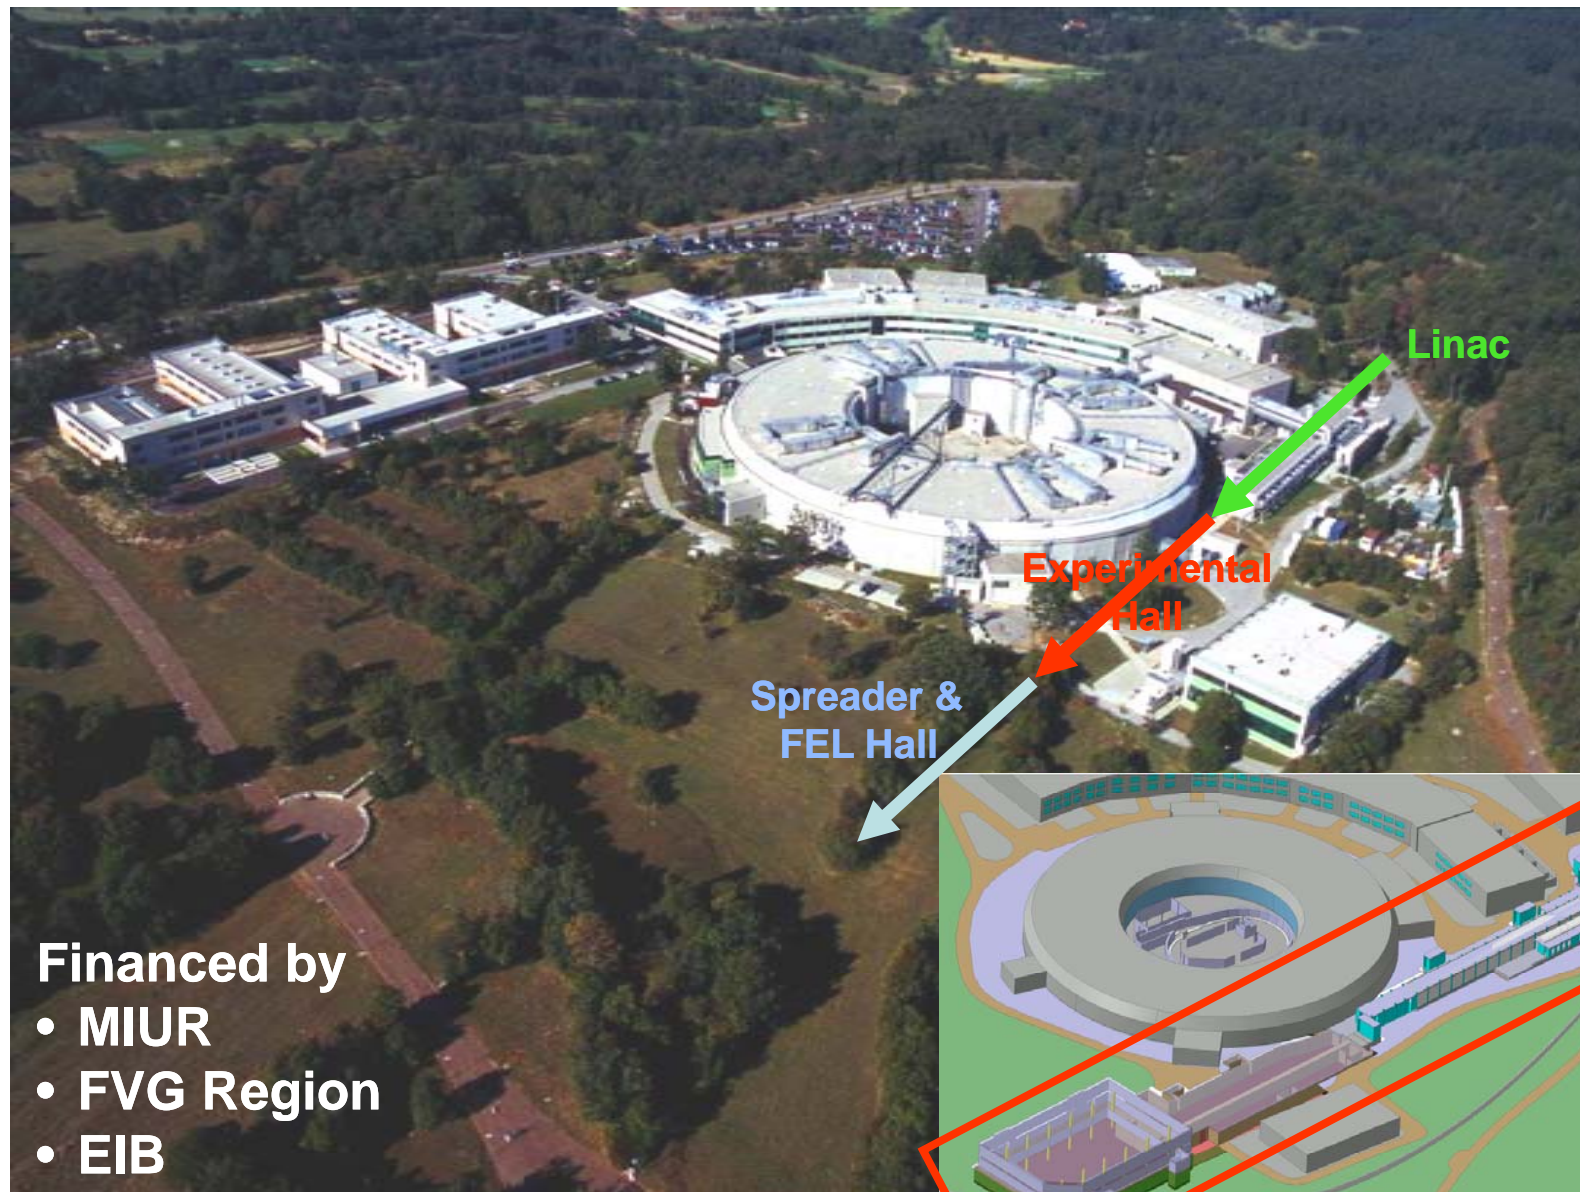 Linac
Experimental
Hall
Spreader &
FEL Hall
Financed by
• MIUR
• FVG Region
• EIB